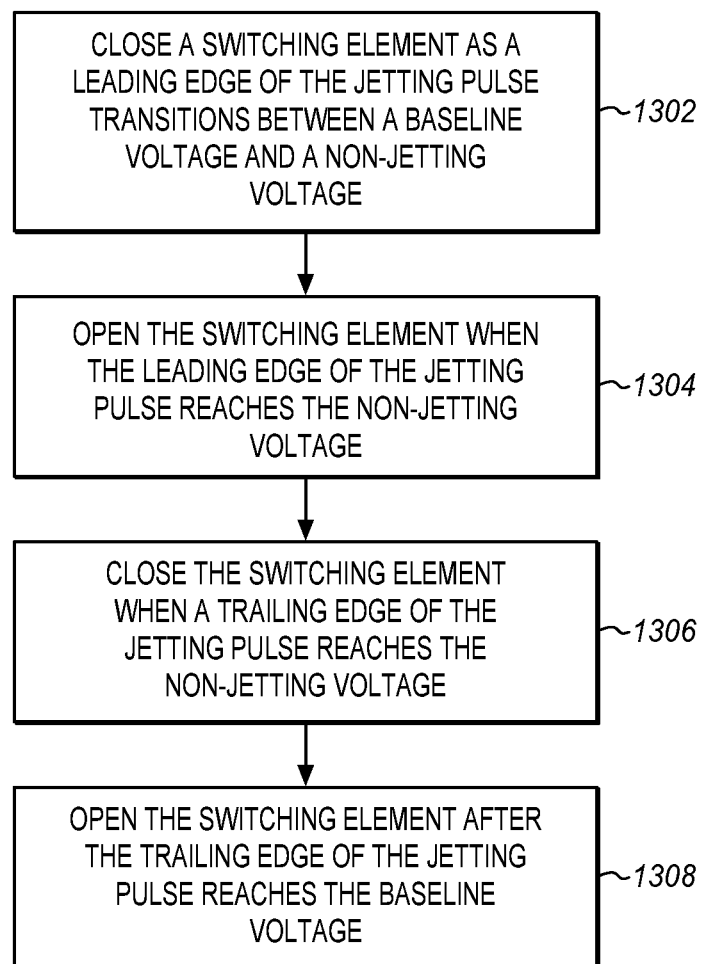 CLOSE A SWITCHING ELEMENT AS A
LEADING EDGE OF THE JETTING PULSE
TRANSITIONS BETWEEN A BASELINE
VOLTAGE AND A NON-JETTING
VOLTAGE
1302
OPEN THE SWITCHING ELEMENT WHEN
THE LEADING EDGE OF THE JETTING
PULSE REACHES THE NON-JETTING
VOLTAGE
1304
CLOSE THE SWITCHING ELEMENT
WHEN A TRAILING EDGE OF THE
JETTING PULSE REACHES THE
NON-JETTING VOLTAGE
1306
OPEN THE SWITCHING ELEMENT AFTER
THE TRAILING EDGE OF THE JETTING
PULSE REACHES THE BASELINE
VOLTAGE
1308